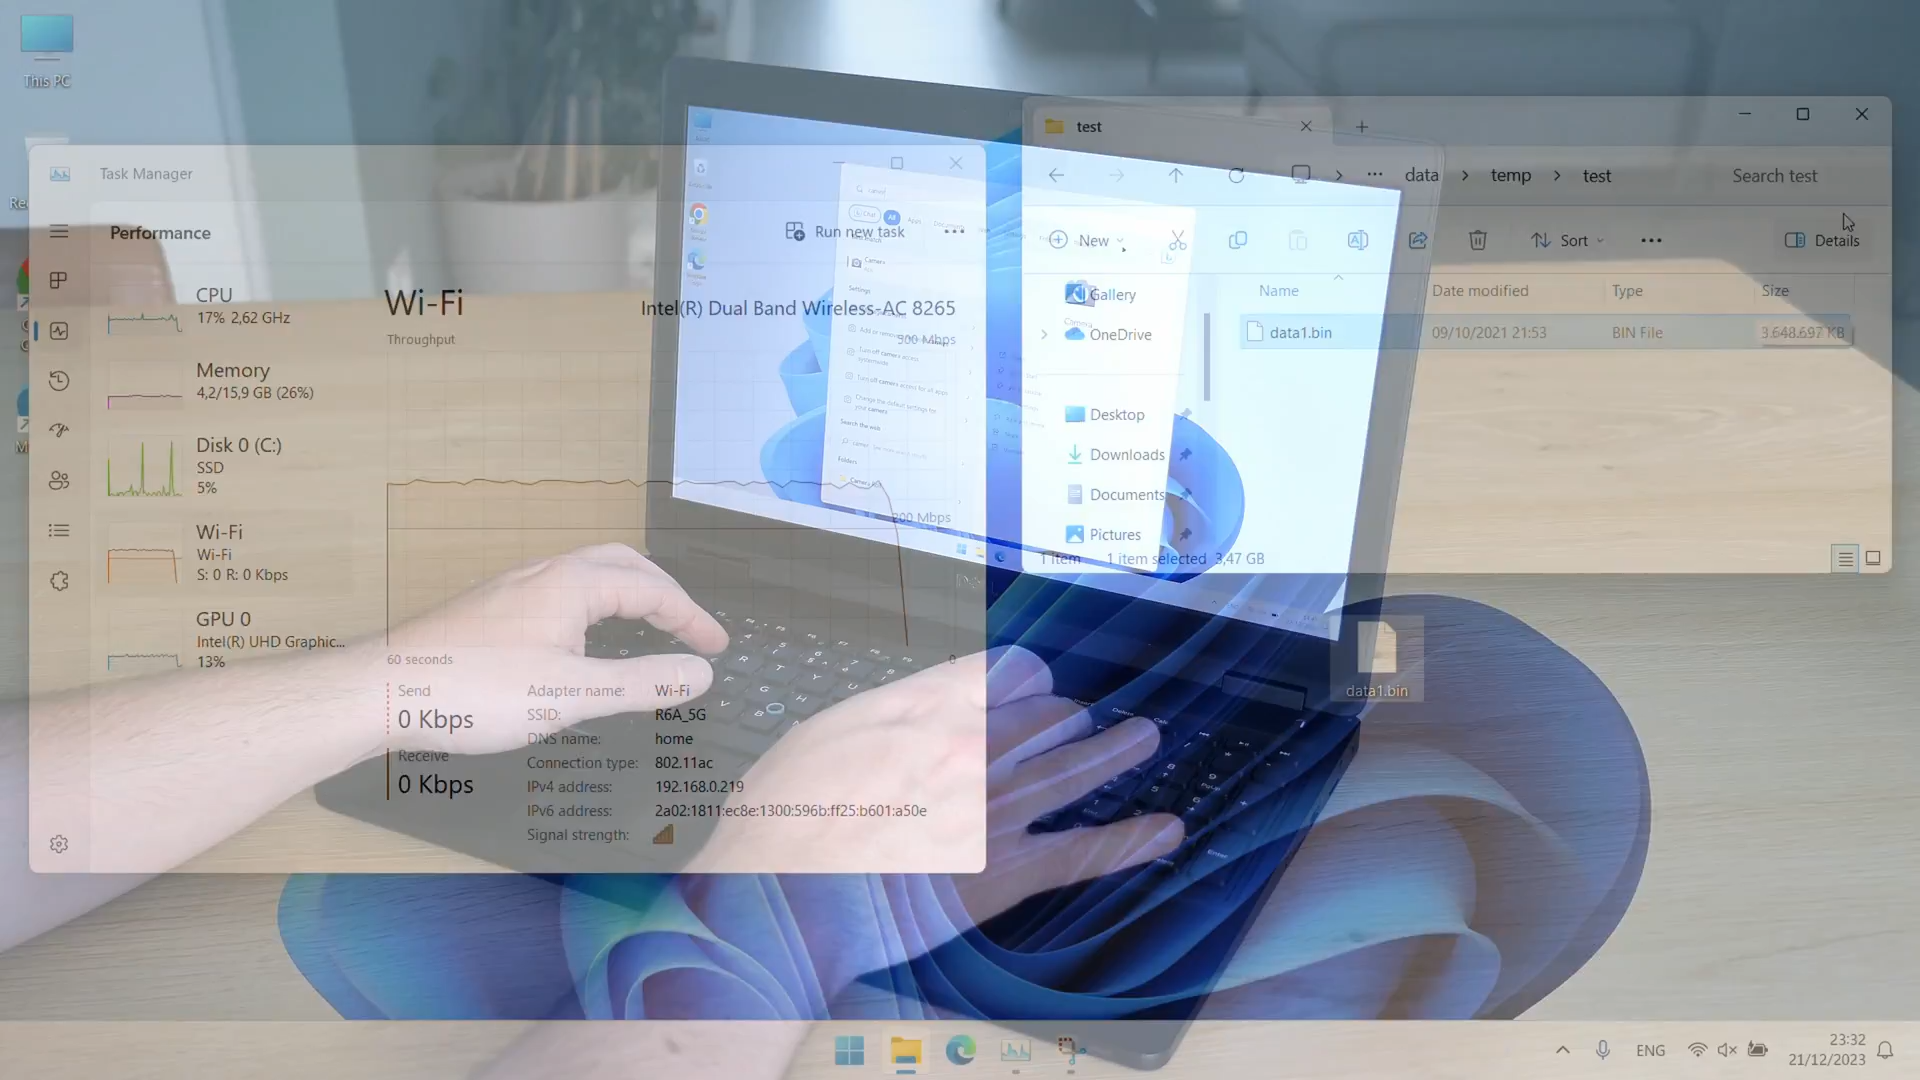 This PC
Task Manager
Performance
Run new task
CPU
17% 2,62 GHz
Memory
4,2/15,9 GB (26%)
Disk 0 (C:)
SSD
5%
Wi-Fi
Wi-Fi
S: 0 R: 0 Kbps
GPU 0
Intel(R) UHD Graphic...
13%
Wi-Fi
Intel(R) Dual Band Wireless-AC 8265
Throughput
500 Mbps
200 Mbps
60 seconds
0
Send
0 Kbps
Receive
0 Kbps
Adapter name: Wi-Fi
SSID: R6A_5G
DNS name: home
Connection type: 802.11ac
IPv4 address: 192.168.0.219
IPv6 address: 2a02:1811:ec8e:1300:596b:ff25:b601:a50e
Signal strength:
test
data > temp > test
Search test
New
Sort
Details
Gallery
OneDrive
Desktop
Downloads
Documents
Pictures
Name
Date modified
Type
Size
data1.bin
09/10/2021 21:53
BIN File
3.648.697 KB
1 item
1 item selected 3,47 GB
data1.bin
Camera
Settings
Search the web
Folders
ENG
23:32
21/12/2023